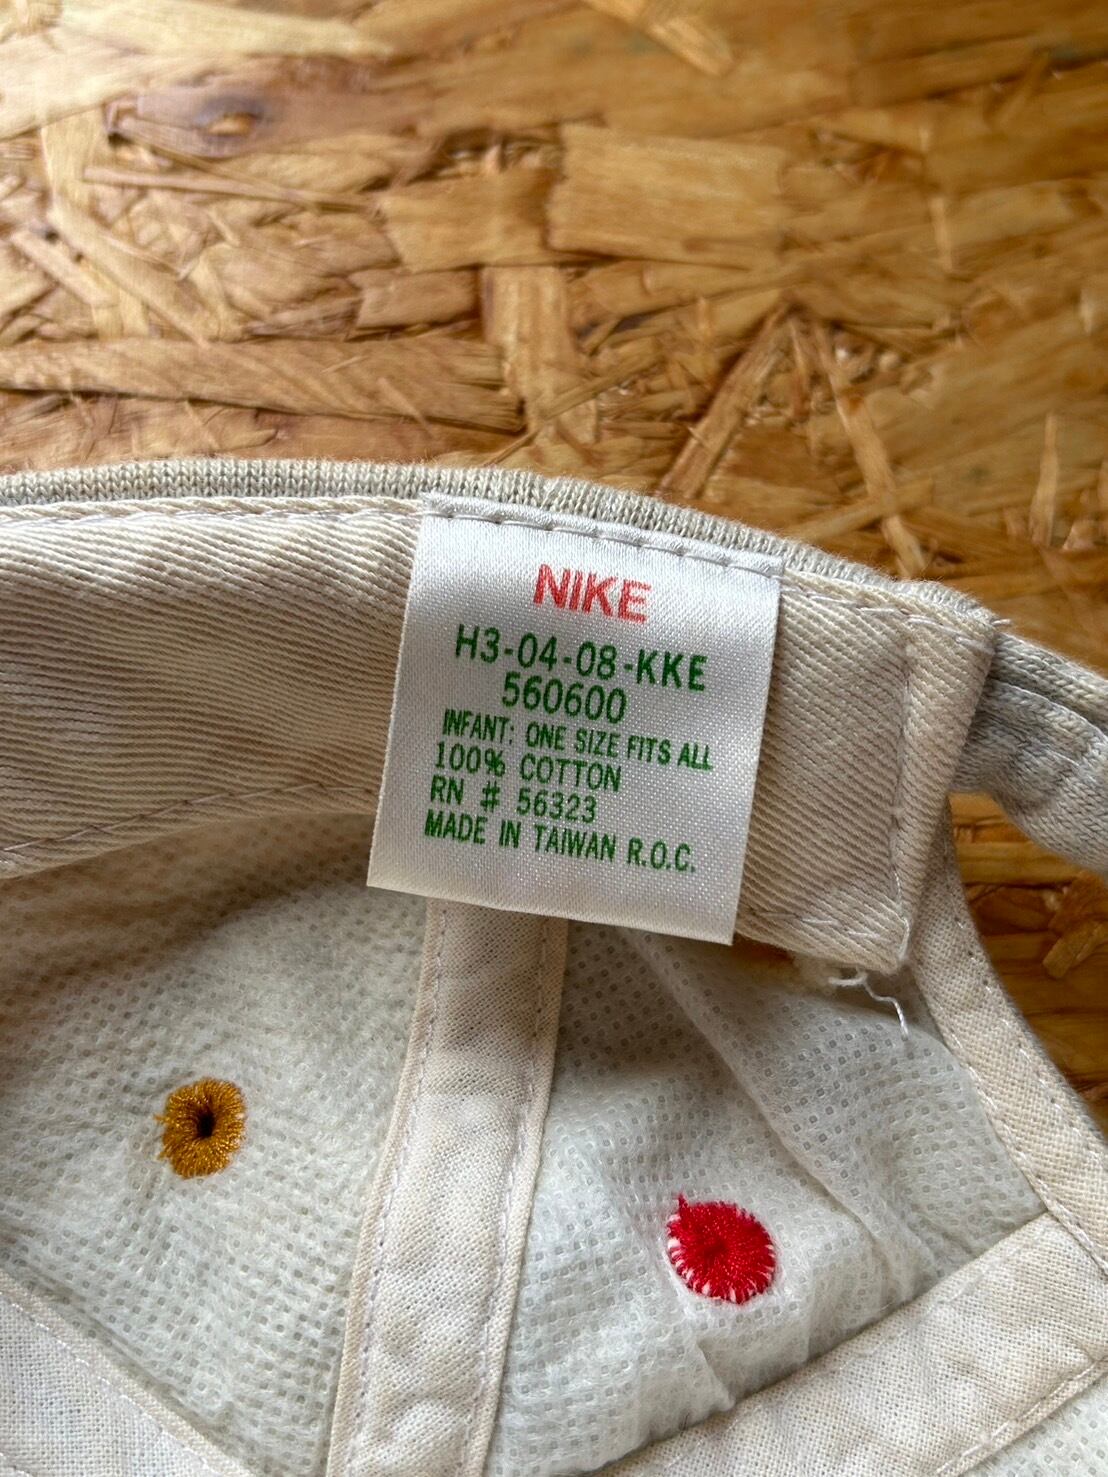 NIKE
H3-04-08-KKE
560600
INFANT: ONE SIZE FITS ALL
100% COTTON
RN # 56323
MADE IN TAIWAN R.O.C.